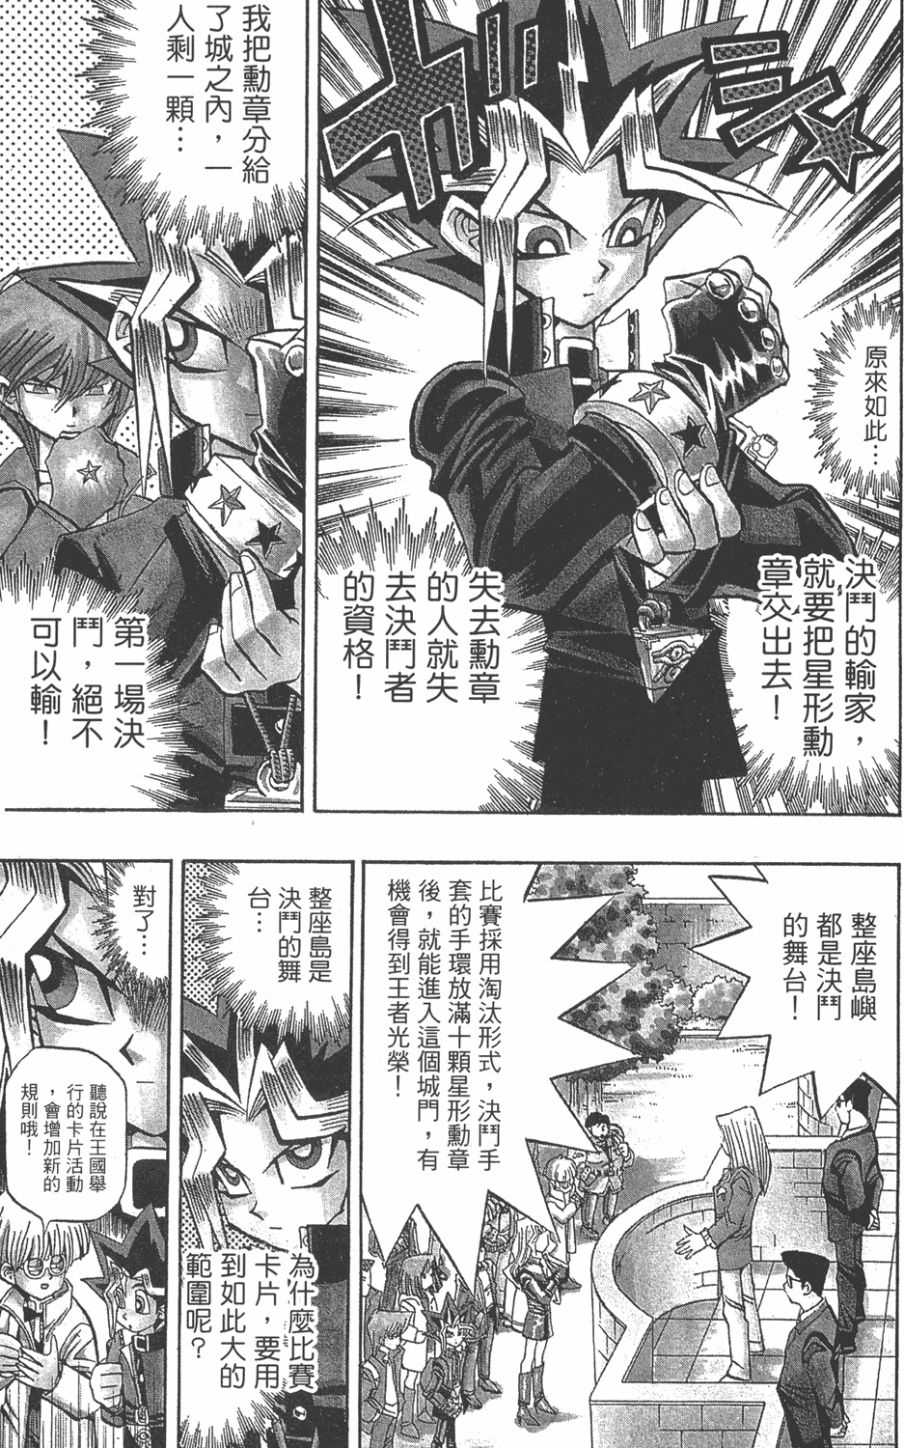 原來如此…
決鬥的輸家，
就要把星形勳
章交出去！
失去勳章
的人就失
去決鬥者
的資格！
我把勳章分給
了城之內，一
人剩一顆…
第一場決
鬥，絕不
可以輸！
整座島嶼
都是決鬥
的舞台！
比賽採用淘汰形式，決鬥手
套的手環放滿十顆星形勳章
後，就能進入這個城門，有
機會得到王者光榮！
整座島是
決鬥的舞
台…
為什麼比賽
卡片，要用
到如此大的
範圍呢？
對了…
聽說在王國舉
行的卡片活動
，會增加新的
規則哦！